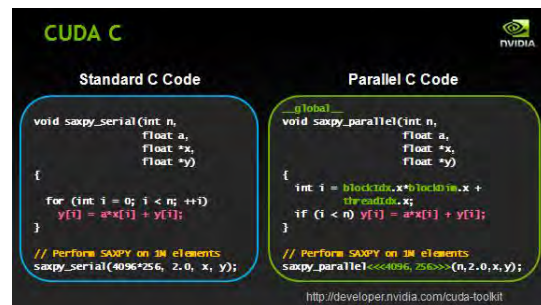 CUDA C
NVIDIA
Standard C Code
void saxpy_serial(int n,
float a,
float *x,
float *y)
{
for (int i = 0; i < n; ++i)
y[i] = a*x[i] + y[i];
}
// Perform SAXPY on 1M elements
saxpy_serial(4096*256, 2.0, x, y);
Parallel C Code
__global__
void saxpy_parallel(int n,
float a,
float *x,
float *y)
{
int i = blockIdx.x*blockDim.x +
threadIdx.x;
if (i < n) y[i] = a*x[i] + y[i];
}
// Perform SAXPY on 1M elements
saxpy_parallel<<<4096,256>>>(n,2.0,x,y);
http://developer.nvidia.com/cuda-toolkit